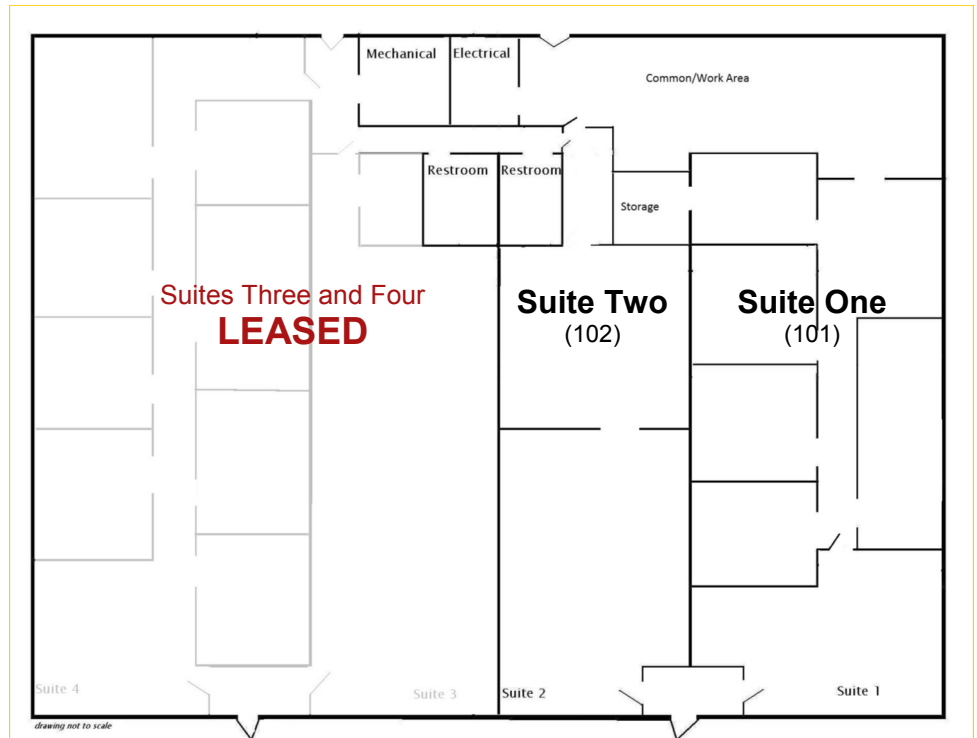 Mechanical
Electrical
Common/Work Area
Restroom
Restroom
Storage
Suites Three and Four
LEASED
Suite Two
(102)
Suite One
(101)
Suite 4
Suite 3
Suite 2
Suite 1
drawing not to scale